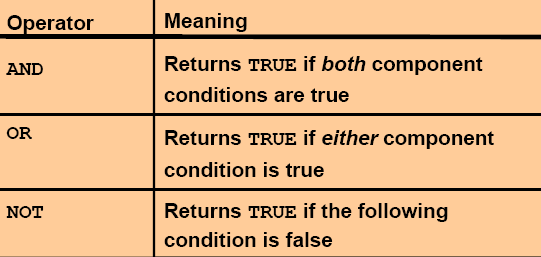 Operator Meaning
AND Returns TRUE if both component
conditions are true
OR Returns TRUE if either component
condition is true
NOT Returns TRUE if the following
condition is false